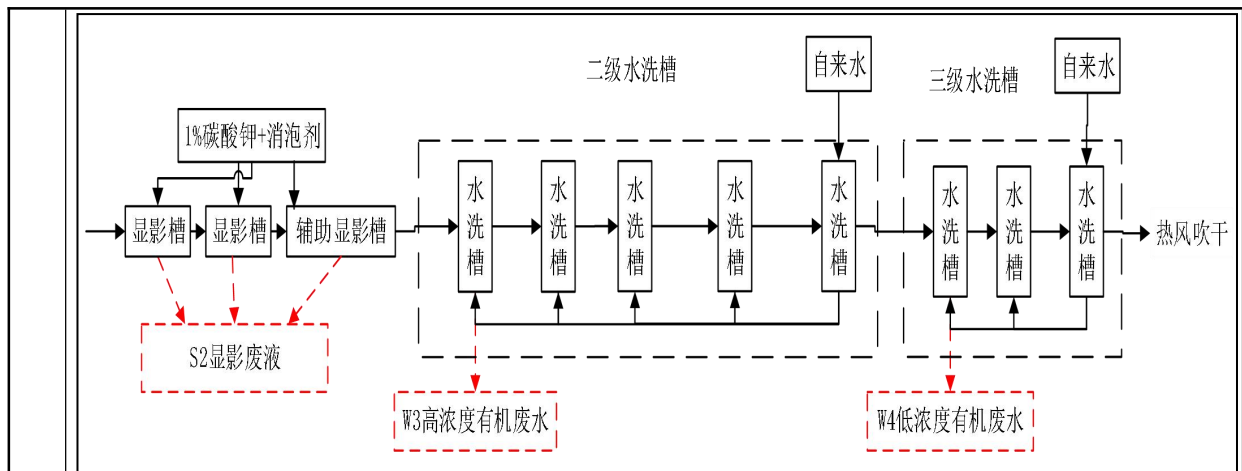 二级水洗槽
自来水
三级水洗槽
自来水
1%碳酸钾+消泡剂
显影槽
显影槽
辅助显影槽
水洗槽
水洗槽
水洗槽
水洗槽
水洗槽
水洗槽
水洗槽
水洗槽
热风吹干
S2显影废液
W3高浓度有机废水
W4低浓度有机废水